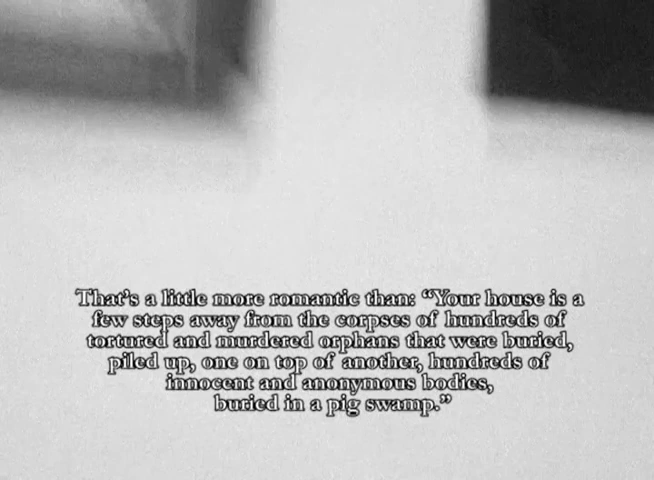 That's a little more romantic than: “Your house is a
few steps away from the corpses of hundreds of
tortured and murdered orphans that were buried,
piled up, one on top of another, hundreds of
innocent and anonymous bodies,
buried in a pig swamp.”